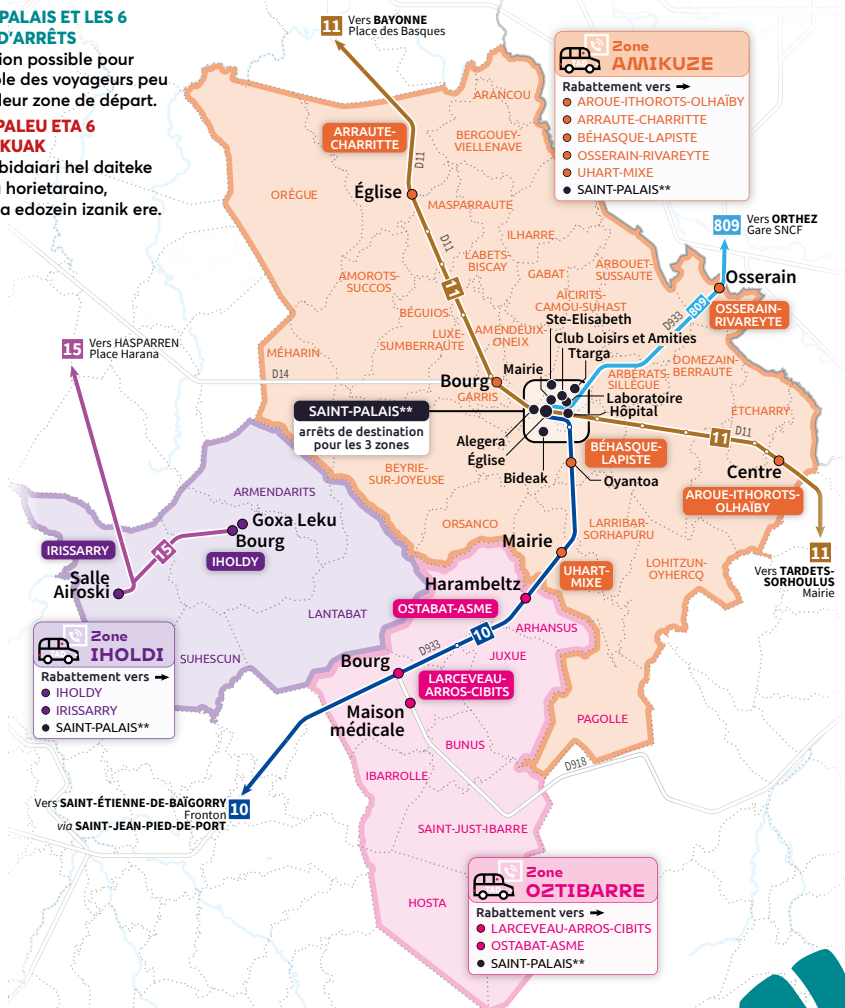 PALAIS ET LES 6
D'ARRÊTS
ion possible pour
ble des voyageurs peu
leur zone de départ.
PALEU ETA 6
KUAK
bidaiari hel daiteke
horietaraino,
a edozein izanik ere.
11 Vers BAYONNE
Place des Basques
Zone
AMIKUZE
Rabattement vers
AROUE-ITHOROTS-OLHAÏBY
ARRAUTE-CHARRITTE
BÉHASQUE-LAPISTE
OSSERAIN-RIVAREYTE
UHART-MIXE
SAINT-PALAIS**
ARANCOU
ARRAUTE-
CHARRITTE
BERGOUEY-
VIELLENAVE
D11
Église
ORÈGUE
MASPARRAUTE
809 Vers ORTHEZ
Gare SNCF
D11
ILHARRE
LABETS-
BISCAY
ARBOUET-
SUSSAUTE
Osserain
AMOROTS-
SUCCOS
GABAT
11
OSSERAIN-
RIVAREYTE
AÏCIRITS-
CAMOU-SUHAST
809
D933
BÉGUIOS
Ste-Elisabeth
LUXE-
SUMBERRAUTE
AMENDEUIX-
ONEIX
Club Loisirs et Amities
Ttarga
15 Vers HASPARREN
Place Harana
MÉHARIN
DOMEZAIN-
BERRAUTE
D14
Mairie
ARBERATS-
SILLÈGUE
Bourg
GARRIS
Laboratoire
Hôpital
SAINT-PALAIS**
arrêts de destination
pour les 3 zones
ETCHARRY
11
D11
Alegera
Église
Bideak
BÉHASQUE-
LAPISTE
Oyantoa
Centre
AROUE-ITHOROTS-
OLHAÏBY
BEYRIE-
SUR-JOYEUSE
ARMENDARITS
Goxa Leku
Bourg
ORSANCO
LARRIBAR-
SORHAPURU
IRISSARRY
15
IHOLDY
Mairie
11
Vers TARDETS-
SORHOLUS
Mairie
Salle
Airoski
UHART-
MIXE
LOHITZUN-
OYHERCQ
Harambeltz
OSTABAT-ASME
LANTABAT
ARHANSUS
Zone
IHOLDI
Rabattement vers
IHOLDY
IRISSARRY
SAINT-PALAIS**
SUHESCUN
D933
10
JUXUE
Bourg
LARCEVEAU-
ARROS-CIBITS
Maison
médicale
PAGOLLE
BUNUS
D918
IBARROLLE
Vers SAINT-ÉTIENNE-DE-BAÏGORRY
Fronton
via SAINT-JEAN-PIED-DE-PORT
10
SAINT-JUST-IBARRE
HOSTA
Zone
OZTIBARRE
Rabattement vers
LARCEVEAU-ARROS-CIBITS
OSTABAT-ASME
SAINT-PALAIS**